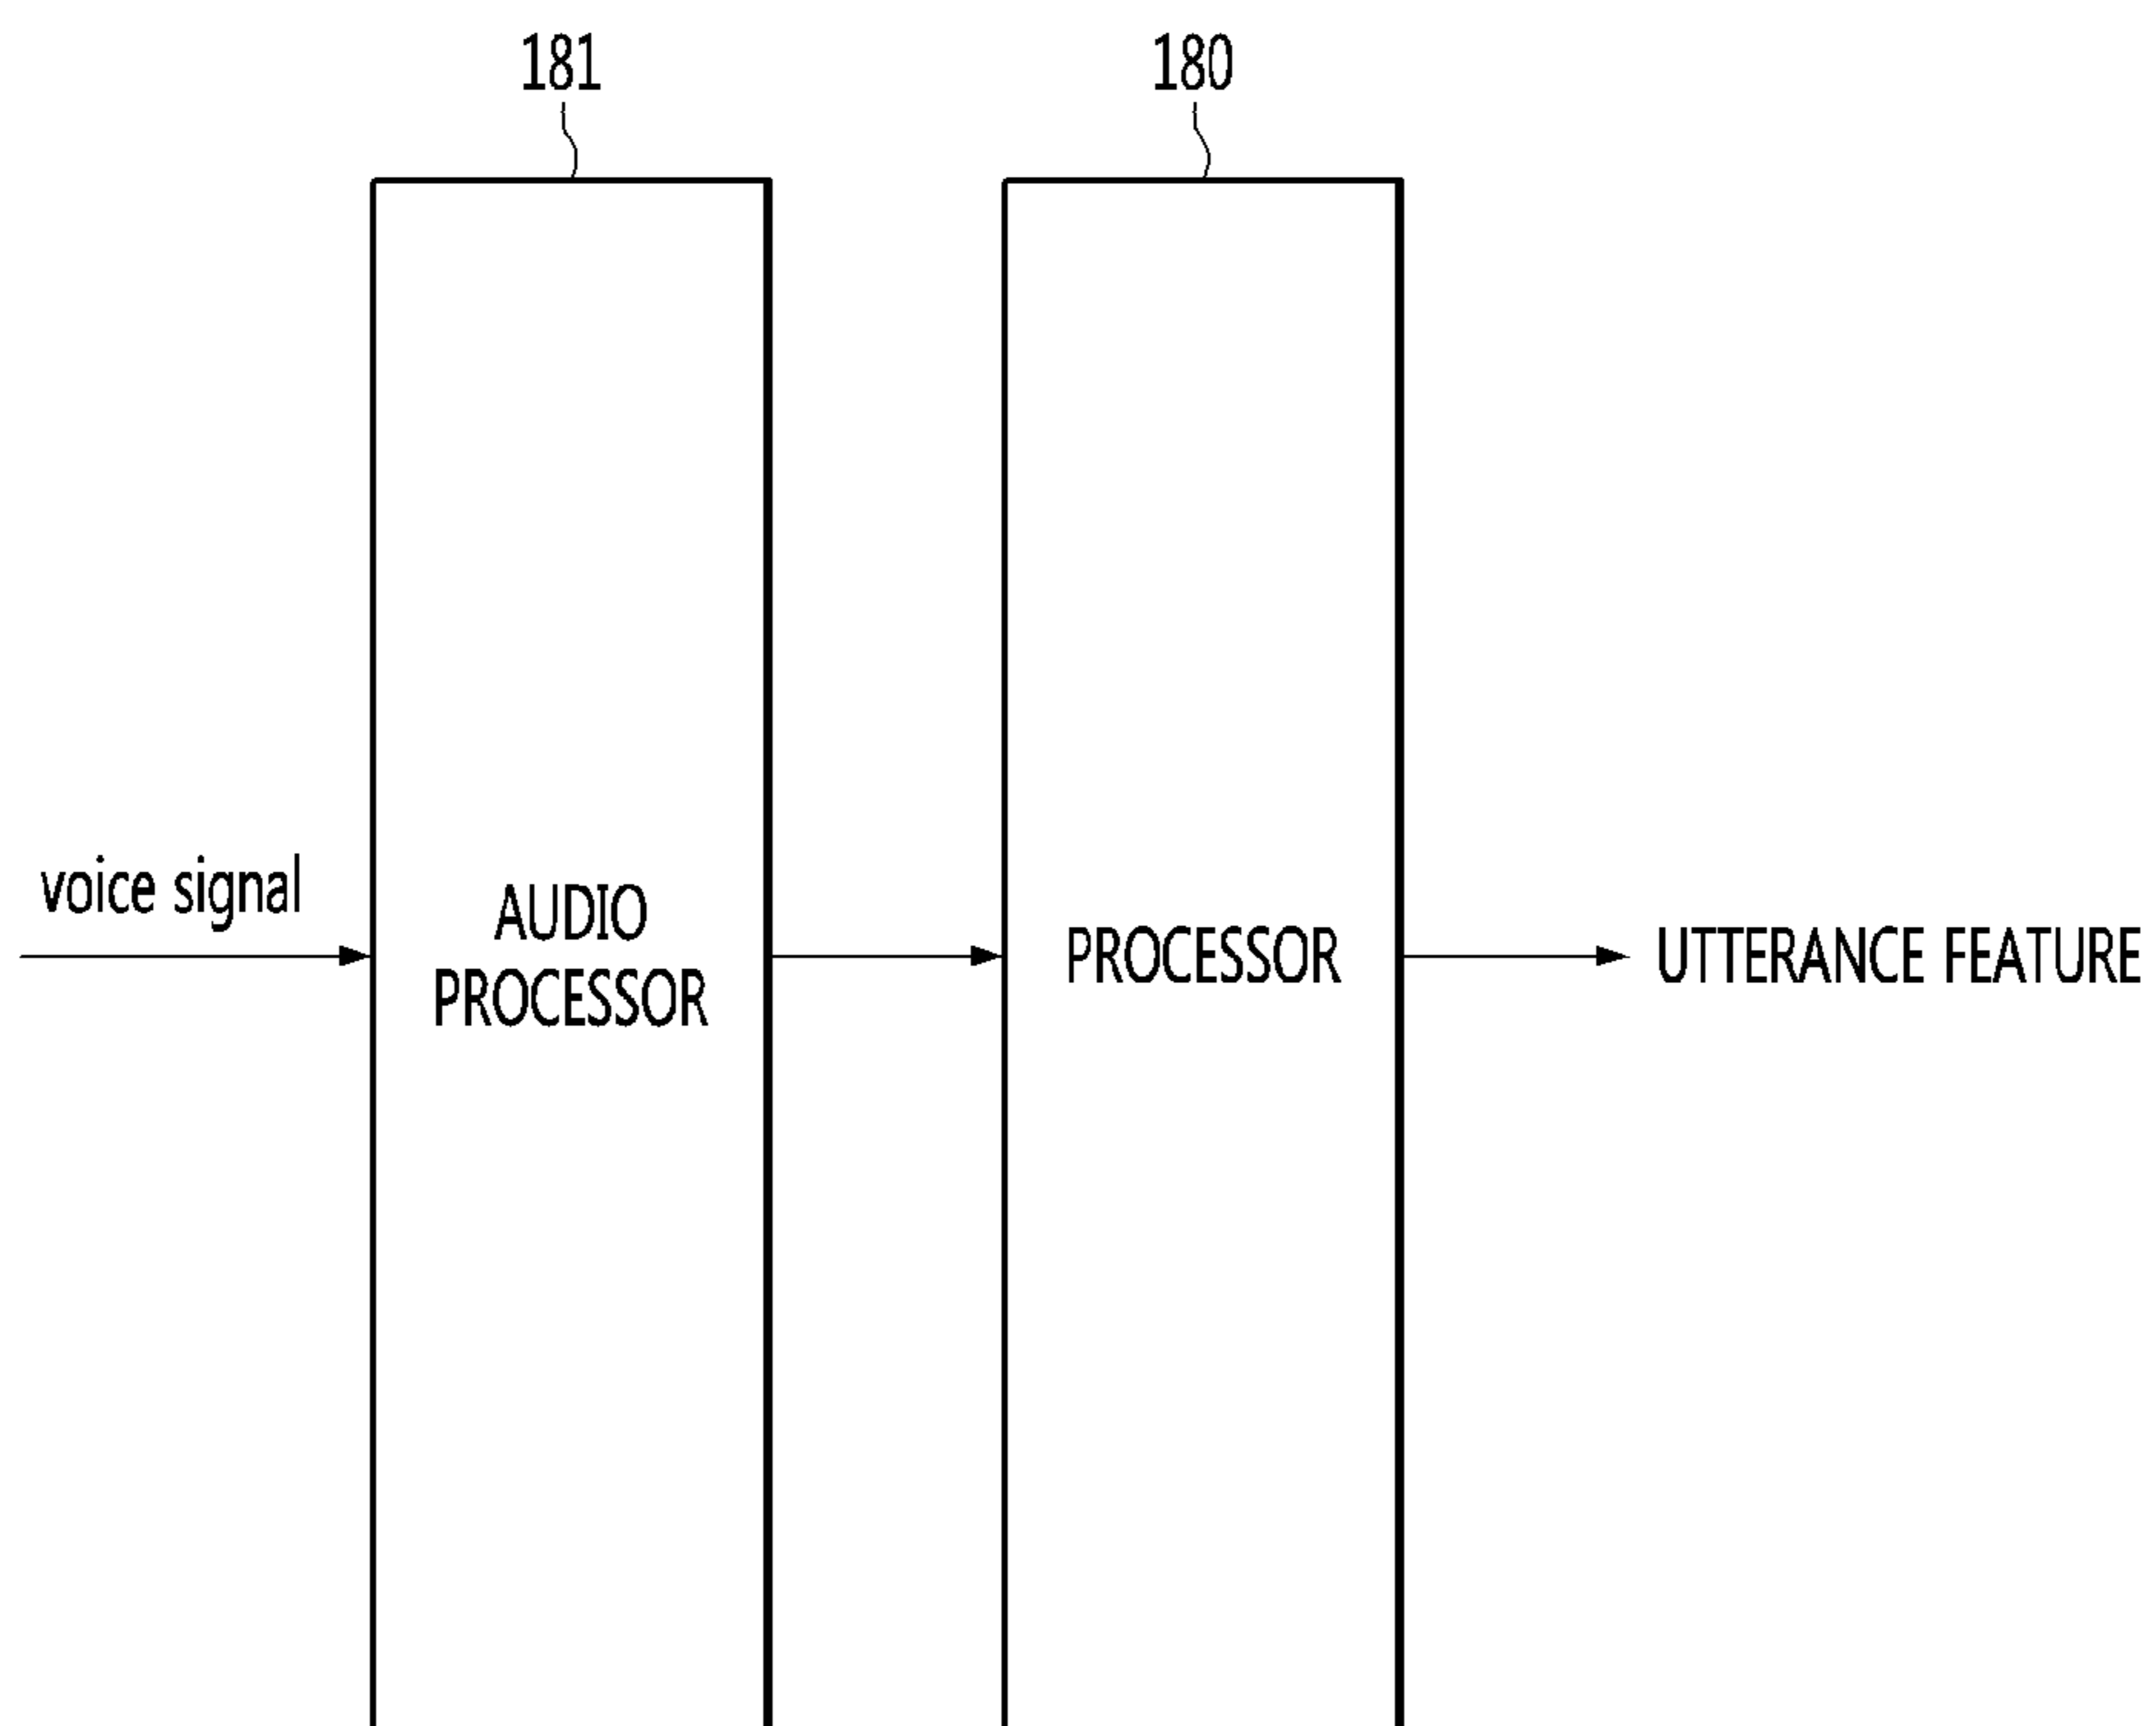 181
180
voice signal
AUDIO
PROCESSOR
PROCESSOR
UTTERANCE FEATURE